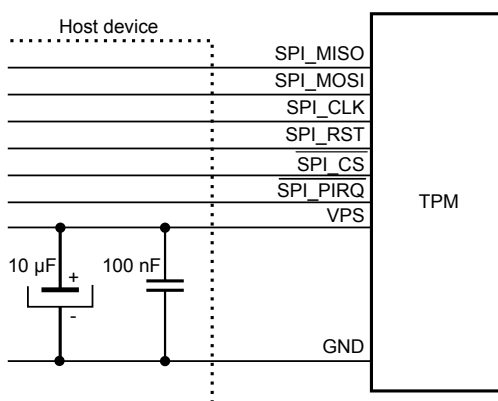 Host device
SPI_MISO
SPI_MOSI
SPI_CLK
SPI_RST
SPI_CS
SPI_PIRQ
VPS
TPM
10 µF
+
100 nF
-
GND